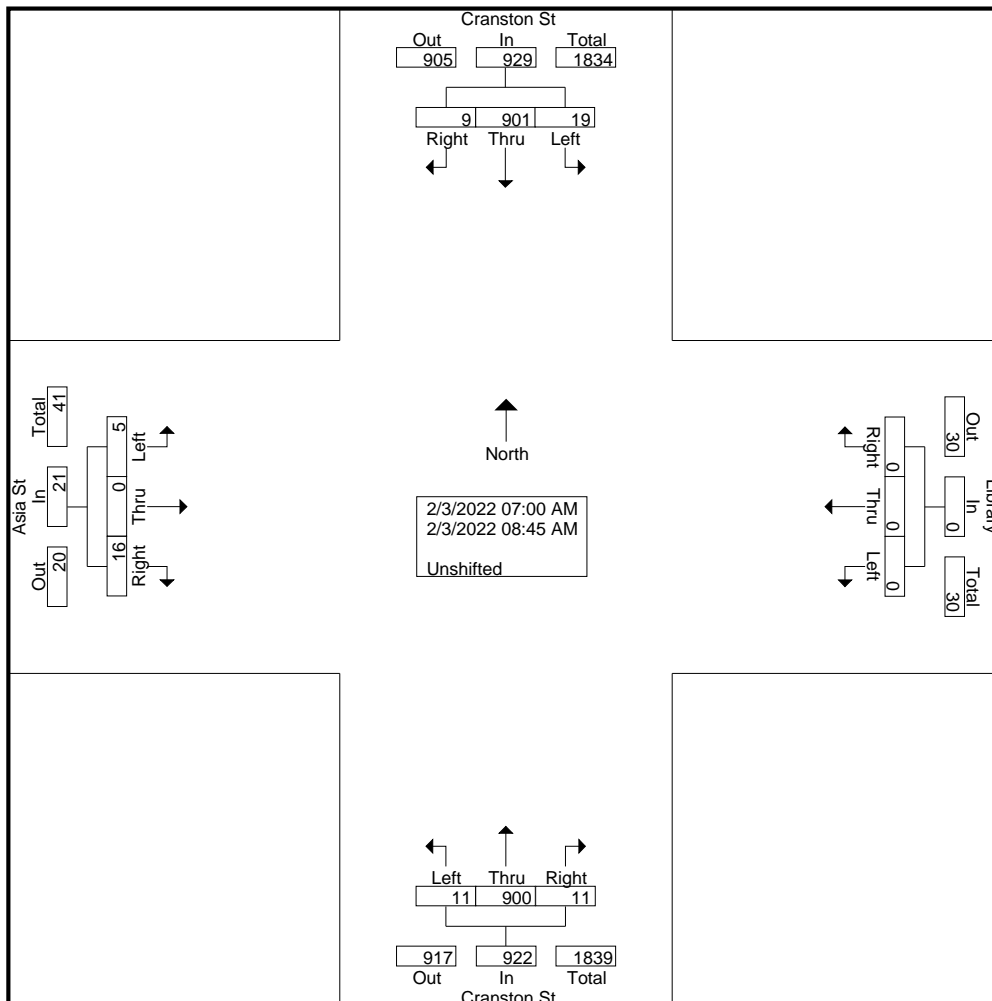 Cranston St
Out In Total
905 929 1834
9 901 19
Right Thru Left
Asia St
Total In Out
41 21 20
5 0 16
Left Thru Right
North
2/3/2022 07:00 AM
2/3/2022 08:45 AM
Unshifted
Right Thru Left
0 0 0
30 0 30
Out In Total
Library
Left Thru Right
11 900 11
917 922 1839
Out In Total
Cranston St